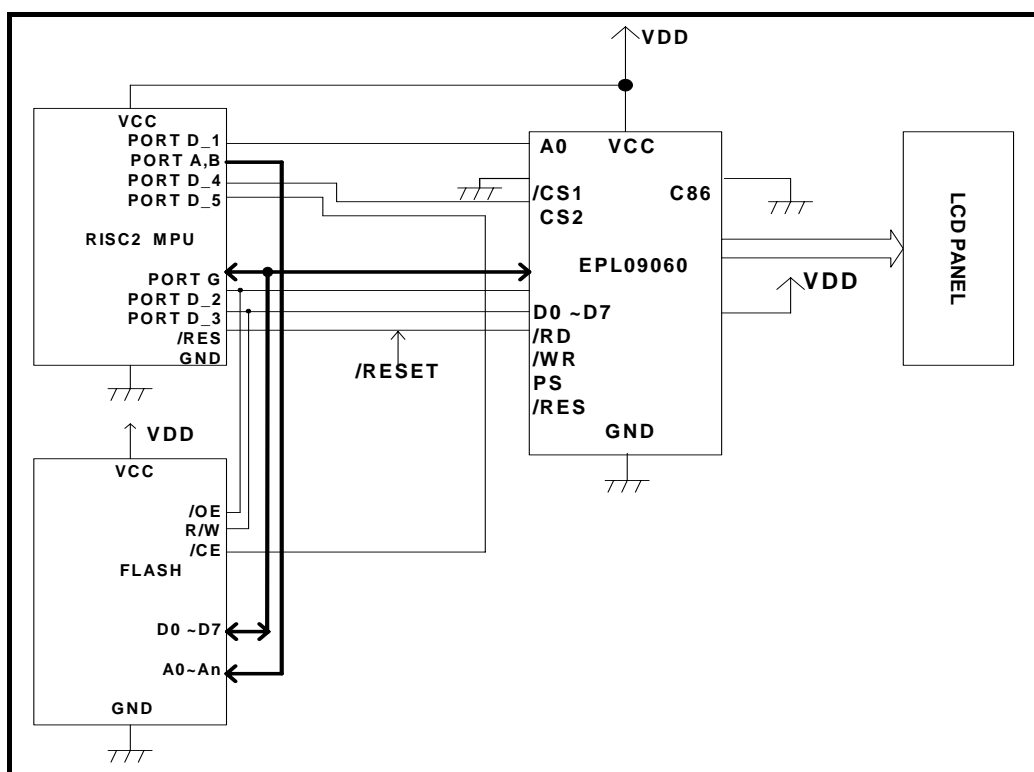 VDD
VCC
PORT D_1
PORT A,B
PORT D_4
PORT D_5
RISC2 MPU
PORT G
PORT D_2
PORT D_3
/RES
GND
A0 VCC
/CS1
CS2
C86
EPL09060
D0 ~D7
/RD
/WR
PS
/RES
GND
VDD
LCD PANEL
/RESET
VDD
VCC
/OE
R/W
/CE
FLASH
D0 ~D7
A0~An
GND